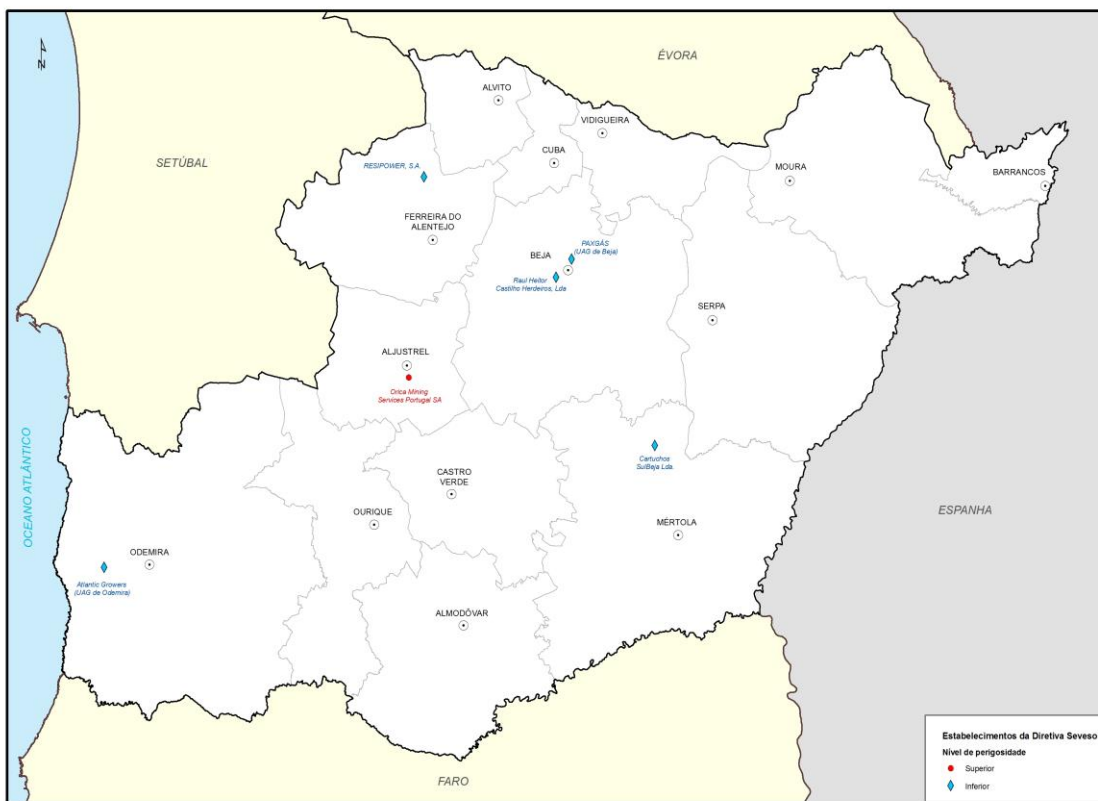 ÉVORA
ALVITO
VIDIGUEIRA
CUBA
SETÚBAL
RESIPOWER, S.A.
MOURA
BARRANCOS
FERREIRA DO
ALENTEJO
PAXGÁS
(UAG de Beja)
BEJA
Raul Heitor
Castilho Herdeiros, Lda
SERPA
ALJUSTREL
Orica Mining
Services Portugal SA
OCEANO ATLÂNTICO
Cartuchos
SulBeja Lda.
CASTRO
VERDE
OURIQUE
ESPANHA
MÉRTOLA
ODEMIRA
Atlantic Growers
(UAG de Odemira)
ALMODÔVAR
FARO
Estabelecimentos da Diretiva Seveso
Nível de perigosidade
Superior
Inferior